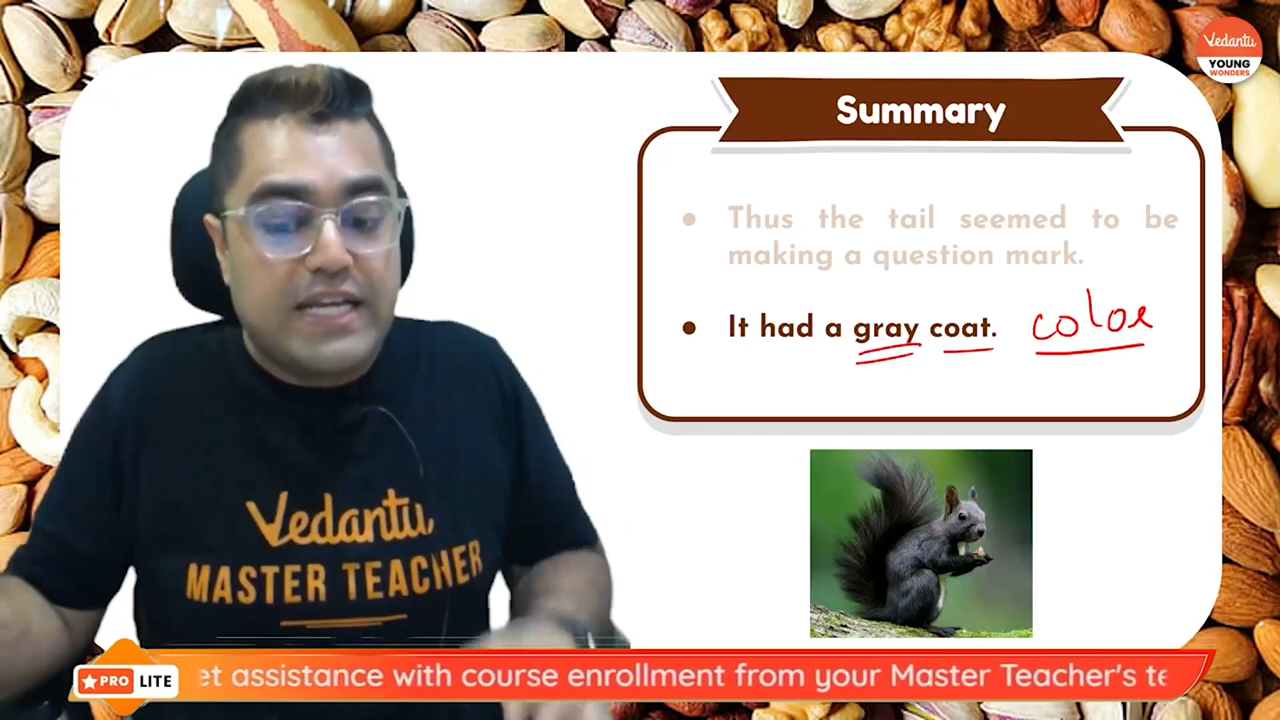 Vedantu
YOUNG
WONDERS
Summary
• Thus the tail seemed to be
making a question mark.
• It had a gray coat. color
Vedantu
MASTER TEACHER
PRO LITE
et assistance with course enrollment from your Master Teacher's te